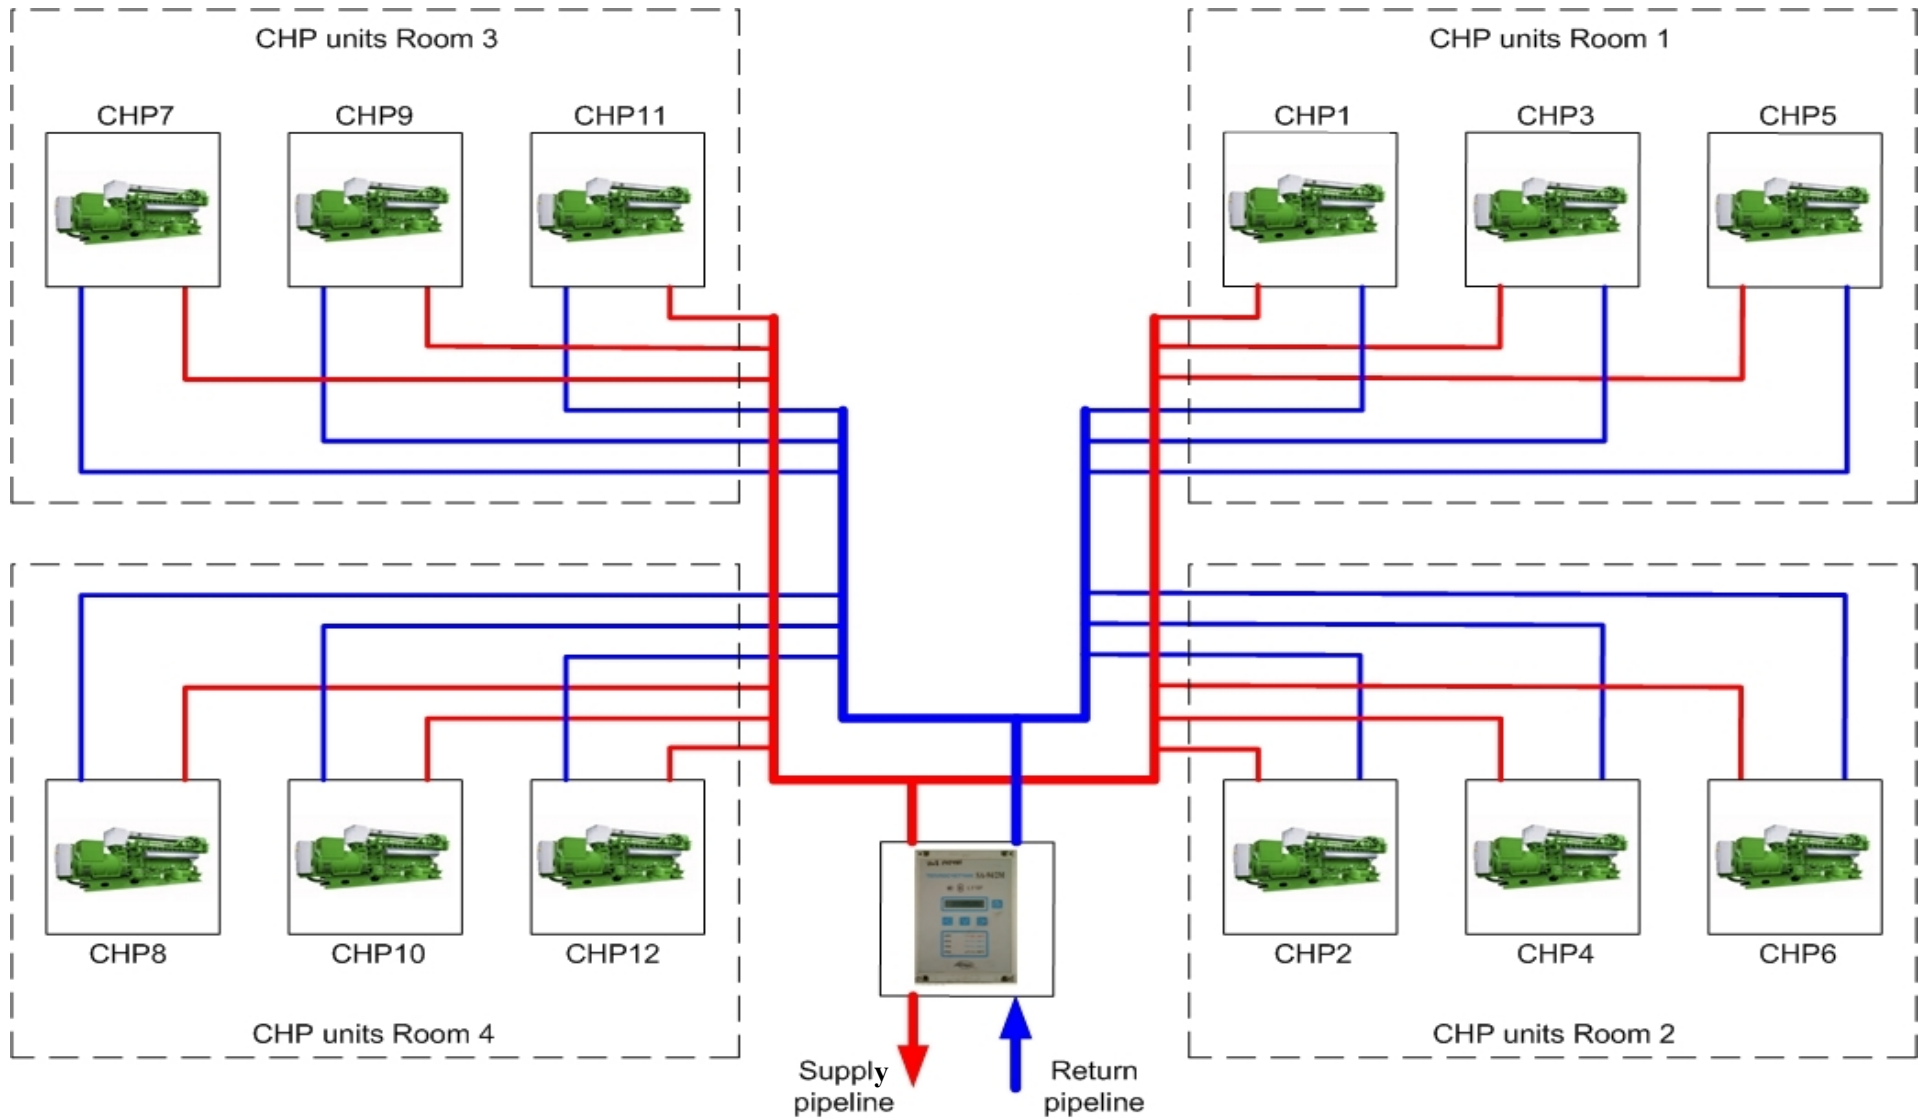 CHP units Room 3
CHP units Room 1
CHP7
CHP9
CHP11
CHP1
CHP3
CHP5
CHP8
CHP10
CHP12
CHP2
CHP4
CHP6
CHP units Room 4
CHP units Room 2
Supply
pipeline
Return
pipeline